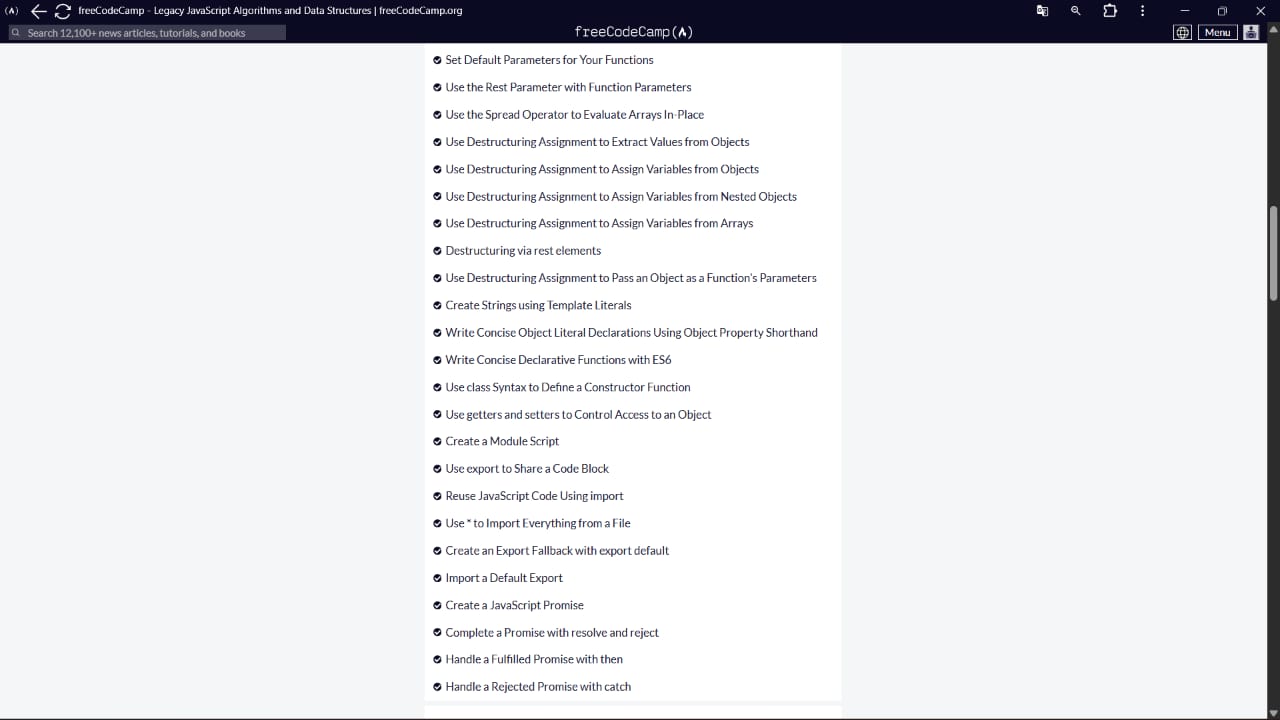 freeCodeCamp - Legacy JavaScript Algorithms and Data Structures | freeCodeCamp.org
Search 12,100+ news articles, tutorials, and books
freeCodeCamp
Menu
Set Default Parameters for Your Functions
Use the Rest Parameter with Function Parameters
Use the Spread Operator to Evaluate Arrays In-Place
Use Destructuring Assignment to Extract Values from Objects
Use Destructuring Assignment to Assign Variables from Objects
Use Destructuring Assignment to Assign Variables from Nested Objects
Use Destructuring Assignment to Assign Variables from Arrays
Destructuring via rest elements
Use Destructuring Assignment to Pass an Object as a Function's Parameters
Create Strings using Template Literals
Write Concise Object Literal Declarations Using Object Property Shorthand
Write Concise Declarative Functions with ES6
Use class Syntax to Define a Constructor Function
Use getters and setters to Control Access to an Object
Create a Module Script
Use export to Share a Code Block
Reuse JavaScript Code Using import
Use * to Import Everything from a File
Create an Export Fallback with export default
Import a Default Export
Create a JavaScript Promise
Complete a Promise with resolve and reject
Handle a Fulfilled Promise with then
Handle a Rejected Promise with catch